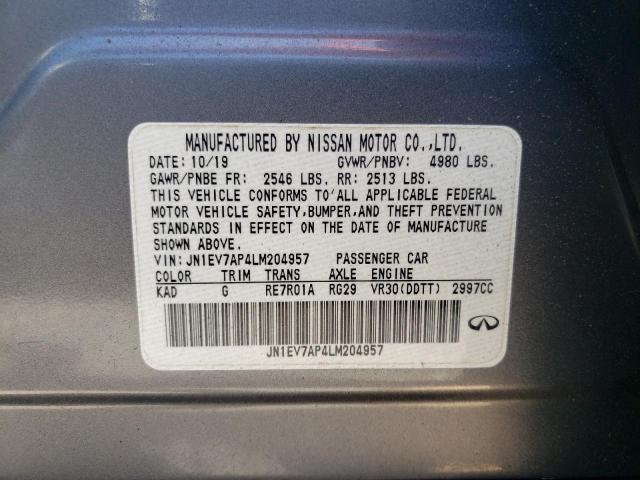 MANUFACTURED BY NISSAN MOTOR CO.,LTD.
DATE: 10/19 GVWR/PNBV: 4980 LBS.
GAWR/PNBE FR: 2546 LBS. RR: 2513 LBS.
THIS VEHICLE CONFORMS TO ALL APPLICABLE FEDERAL
MOTOR VEHICLE SAFETY,BUMPER,AND THEFT PREVENTION
STANDARDS IN EFFECT ON THE DATE OF MANUFACTURE
SHOWN ABOVE.
VIN: JN1EV7AP4LM204957 PASSENGER CAR
COLOR TRIM TRANS AXLE ENGINE
KAD G RE7R01A RG29 VR30(DDTT) 2997CC
JN1EV7AP4LM204957